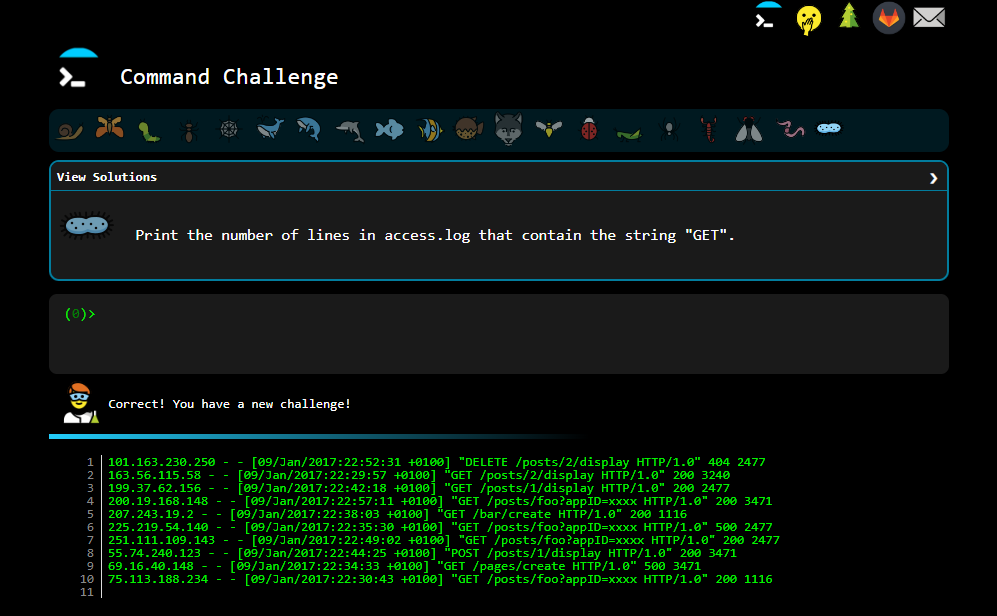 Command Challenge
View Solutions
Print the number of lines in access.log that contain the string "GET".
(0)>
Correct! You have a new challenge!
1 101.163.230.250 - - [09/Jan/2017:22:52:31 +0100] "DELETE /posts/2/display HTTP/1.0" 404 2477
2 163.56.115.58 - - [09/Jan/2017:22:29:57 +0100] "GET /posts/2/display HTTP/1.0" 200 3240
3 199.37.62.156 - - [09/Jan/2017:22:42:18 +0100] "GET /posts/1/display HTTP/1.0" 200 2477
4 200.19.168.148 - - [09/Jan/2017:22:57:11 +0100] "GET /posts/foo?appID=xxxx HTTP/1.0" 200 3471
5 207.243.19.2 - - [09/Jan/2017:22:38:03 +0100] "GET /bar/create HTTP/1.0" 200 1116
6 225.219.54.140 - - [09/Jan/2017:22:35:30 +0100] "GET /posts/foo?appID=xxxx HTTP/1.0" 500 2477
7 251.111.109.143 - - [09/Jan/2017:22:49:02 +0100] "GET /posts/foo?appID=xxxx HTTP/1.0" 200 2477
8 55.74.240.123 - - [09/Jan/2017:22:44:25 +0100] "POST /posts/1/display HTTP/1.0" 200 3471
9 69.16.40.148 - - [09/Jan/2017:22:34:33 +0100] "GET /pages/create HTTP/1.0" 500 3471
10 75.113.188.234 - - [09/Jan/2017:22:30:43 +0100] "GET /posts/foo?appID=xxxx HTTP/1.0" 200 1116
11